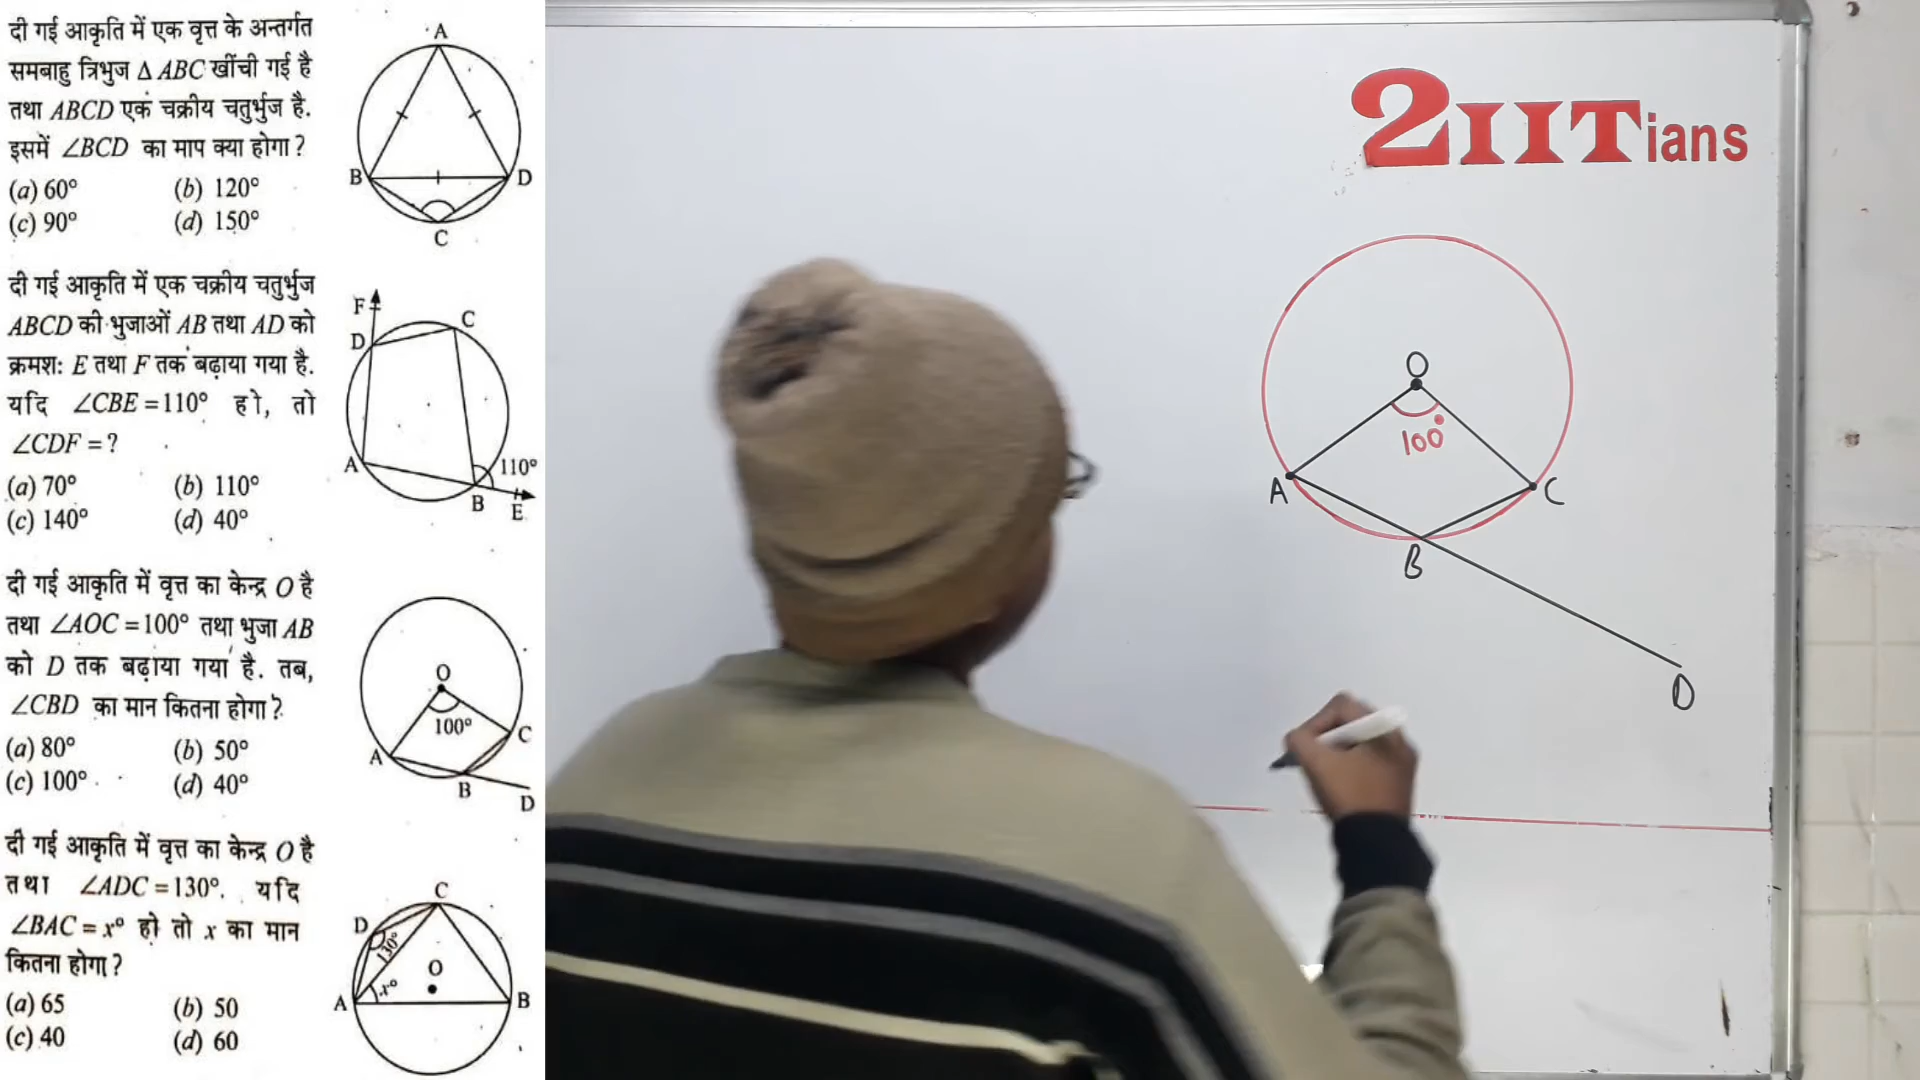 दी गई आकृति में एक वृत्त के अन्तर्गत
समबाहु त्रिभुज Δ ABC खींची गई है
तथा ABCD एक चक्रीय चतुर्भुज है.
इसमें ∠BCD का माप क्या होगा?
(a) 60° (b) 120°
(c) 90° (d) 150°
A
B D
C
दी गई आकृति में एक चक्रीय चतुर्भुज
ABCD की भुजाओं AB तथा AD को
क्रमशः E तथा F तक बढ़ाया गया है.
यदि ∠CBE = 110° हो, तो
∠CDF = ?
(a) 70° (b) 110°
(c) 140° (d) 40°
F
D C
A 110°
B E
दी गई आकृति में वृत्त का केन्द्र O है
तथा ∠AOC = 100° तथा भुजा AB
को D तक बढ़ाया गया है. तब,
∠CBD का मान कितना होगा?
(a) 80° (b) 50°
(c) 100° (d) 40°
O
100°
A C
B D
दी गई आकृति में वृत्त का केन्द्र O है
तथा ∠ADC = 130°. यदि
∠BAC = x° हो तो x का मान
कितना होगा?
(a) 65 (b) 50
(c) 40 (d) 60
C
D
130°
O
A x° B
2IITians
O
100°
A C
B
D